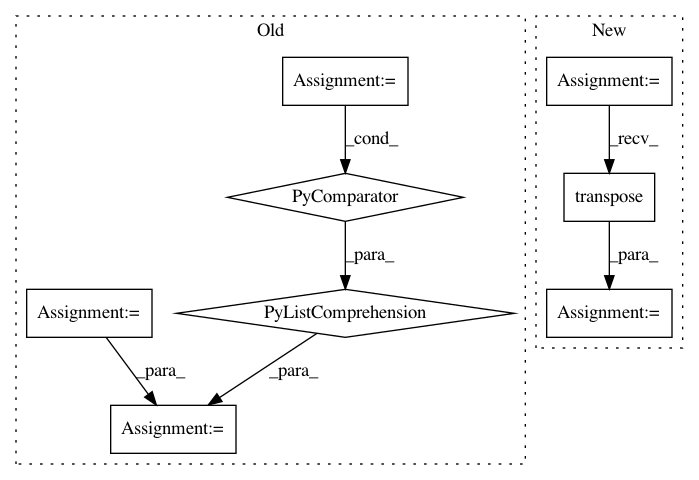 Old
New
Assignment:=
Assignment:=
_cond_
_recv_
PyComparator
transpose
_para_
_para_
Assignment:=
PyListComprehension
Assignment:=
_para_
_para_
Assignment:=